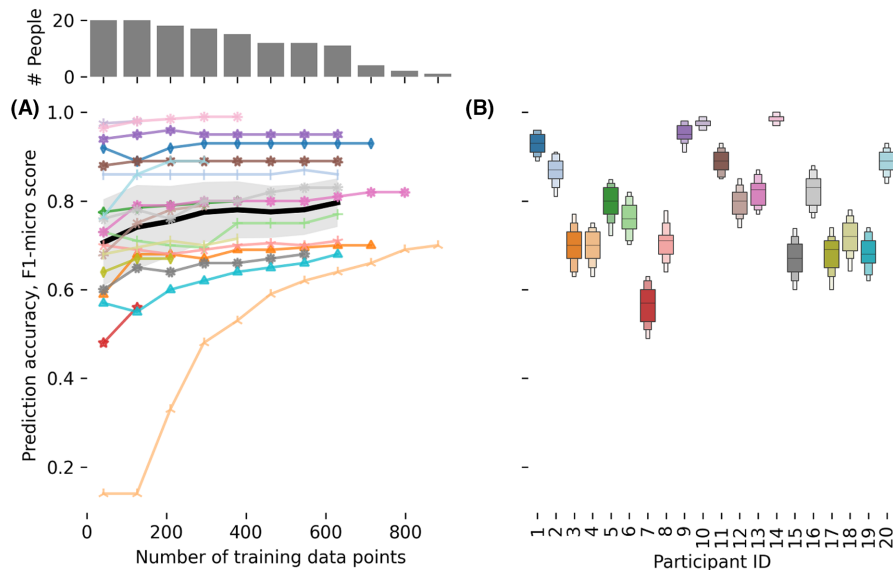 # People
20
0
(A)
(B)
Prediction accuracy, F1-micro score
1.0
0.8
0.6
0.4
0.2
0 200 400 600 800
Number of training data points
1 2 3 4 5 6 7 8 9 10 11 12 13 14 15 16 17 18 19 20
Participant ID